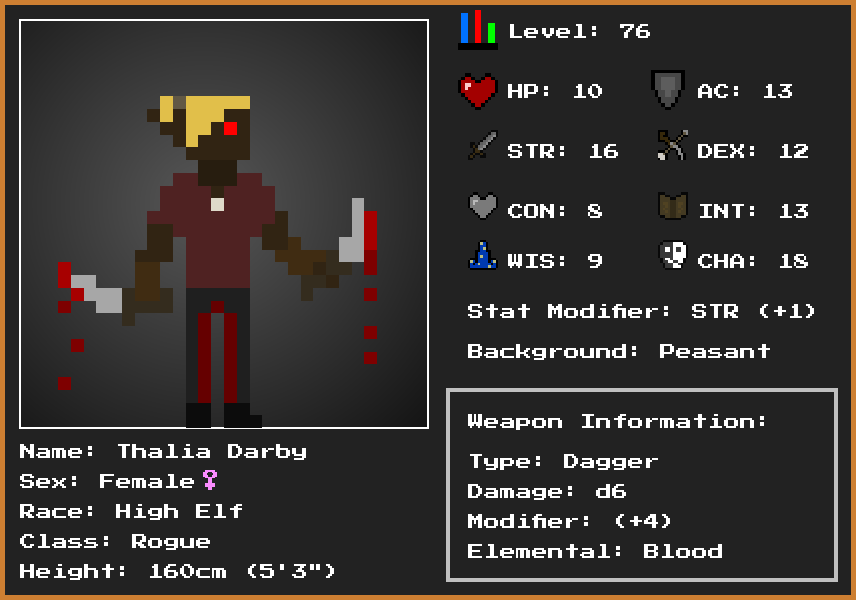 Level: 76
HP: 10 AC: 13
STR: 16 DEX: 12
CON: 8 INT: 13
WIS: 9 CHA: 18
Stat Modifier: STR (+1)
Background: Peasant
Weapon Information:
Type: Dagger
Damage: d6
Modifier: (+4)
Elemental: Blood
Name: Thalia Darby
Sex: Female♀
Race: High Elf
Class: Rogue
Height: 160cm (5'3")